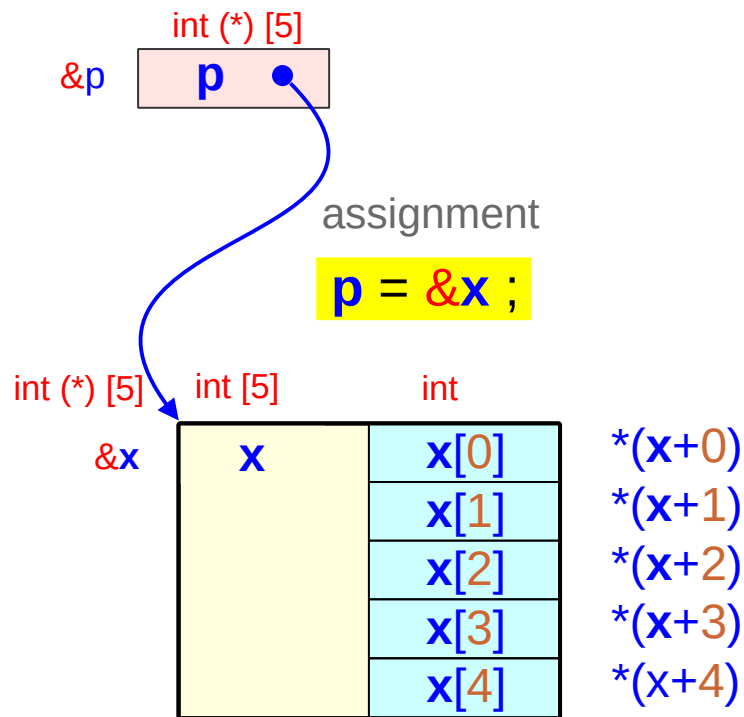 int (*) [5]
&p p
assignment
p = &x ;
int (*) [5] int [5] int
&x x x[0] *(x+0)
x[1] *(x+1)
x[2] *(x+2)
x[3] *(x+3)
x[4] *(x+4)